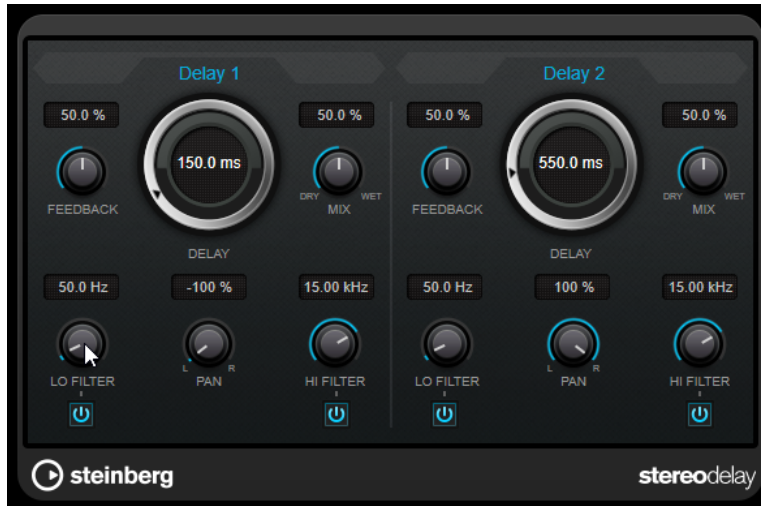 Delay 1
50.0 %
150.0 ms
50.0 %
FEEDBACK
DRY
WET
MIX
DELAY
50.0 Hz
-100 %
15.00 kHz
LO FILTER
L
R
PAN
HI FILTER
Delay 2
50.0 %
550.0 ms
50.0 %
FEEDBACK
DRY
WET
MIX
DELAY
50.0 Hz
100 %
15.00 kHz
LO FILTER
L
R
PAN
HI FILTER
steinberg
stereodelay